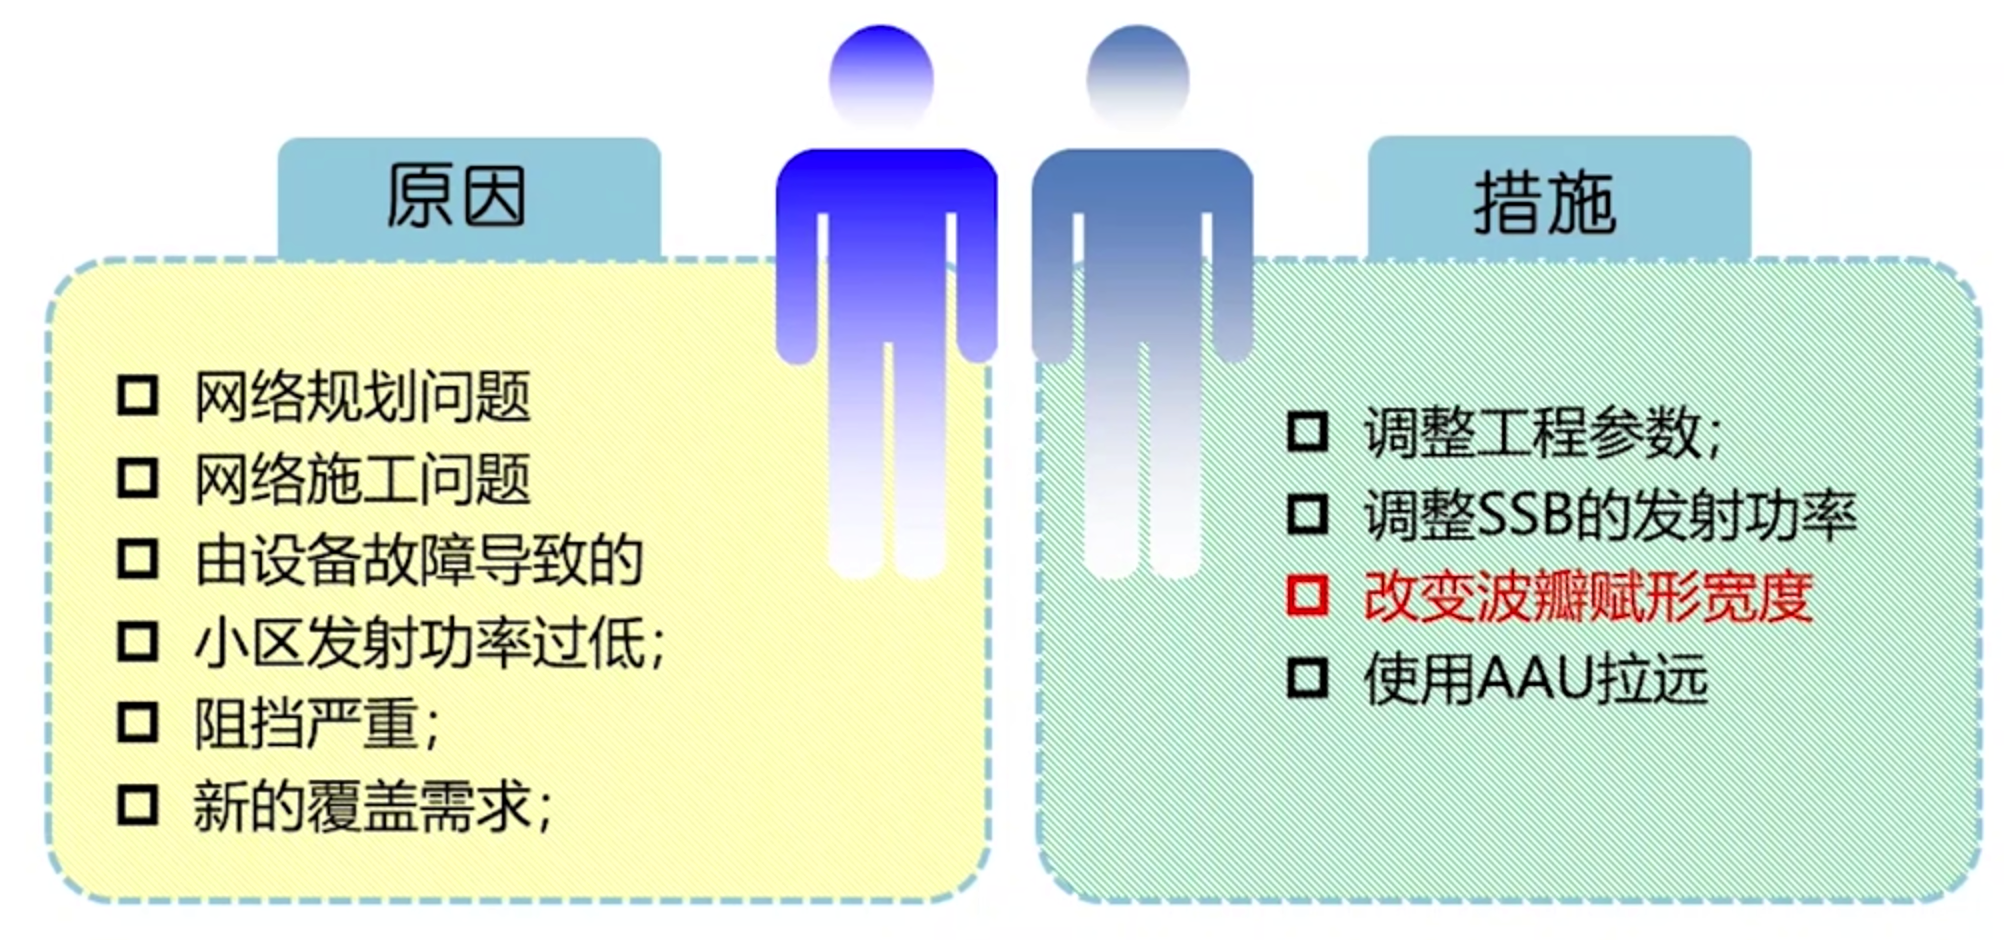 原因
网络规划问题
网络施工问题
由设备故障导致的
小区发射功率过低；
阻挡严重；
新的覆盖需求；
措施
调整工程参数；
调整SSB的发射功率
改变波瓣赋形宽度
使用AAU拉远